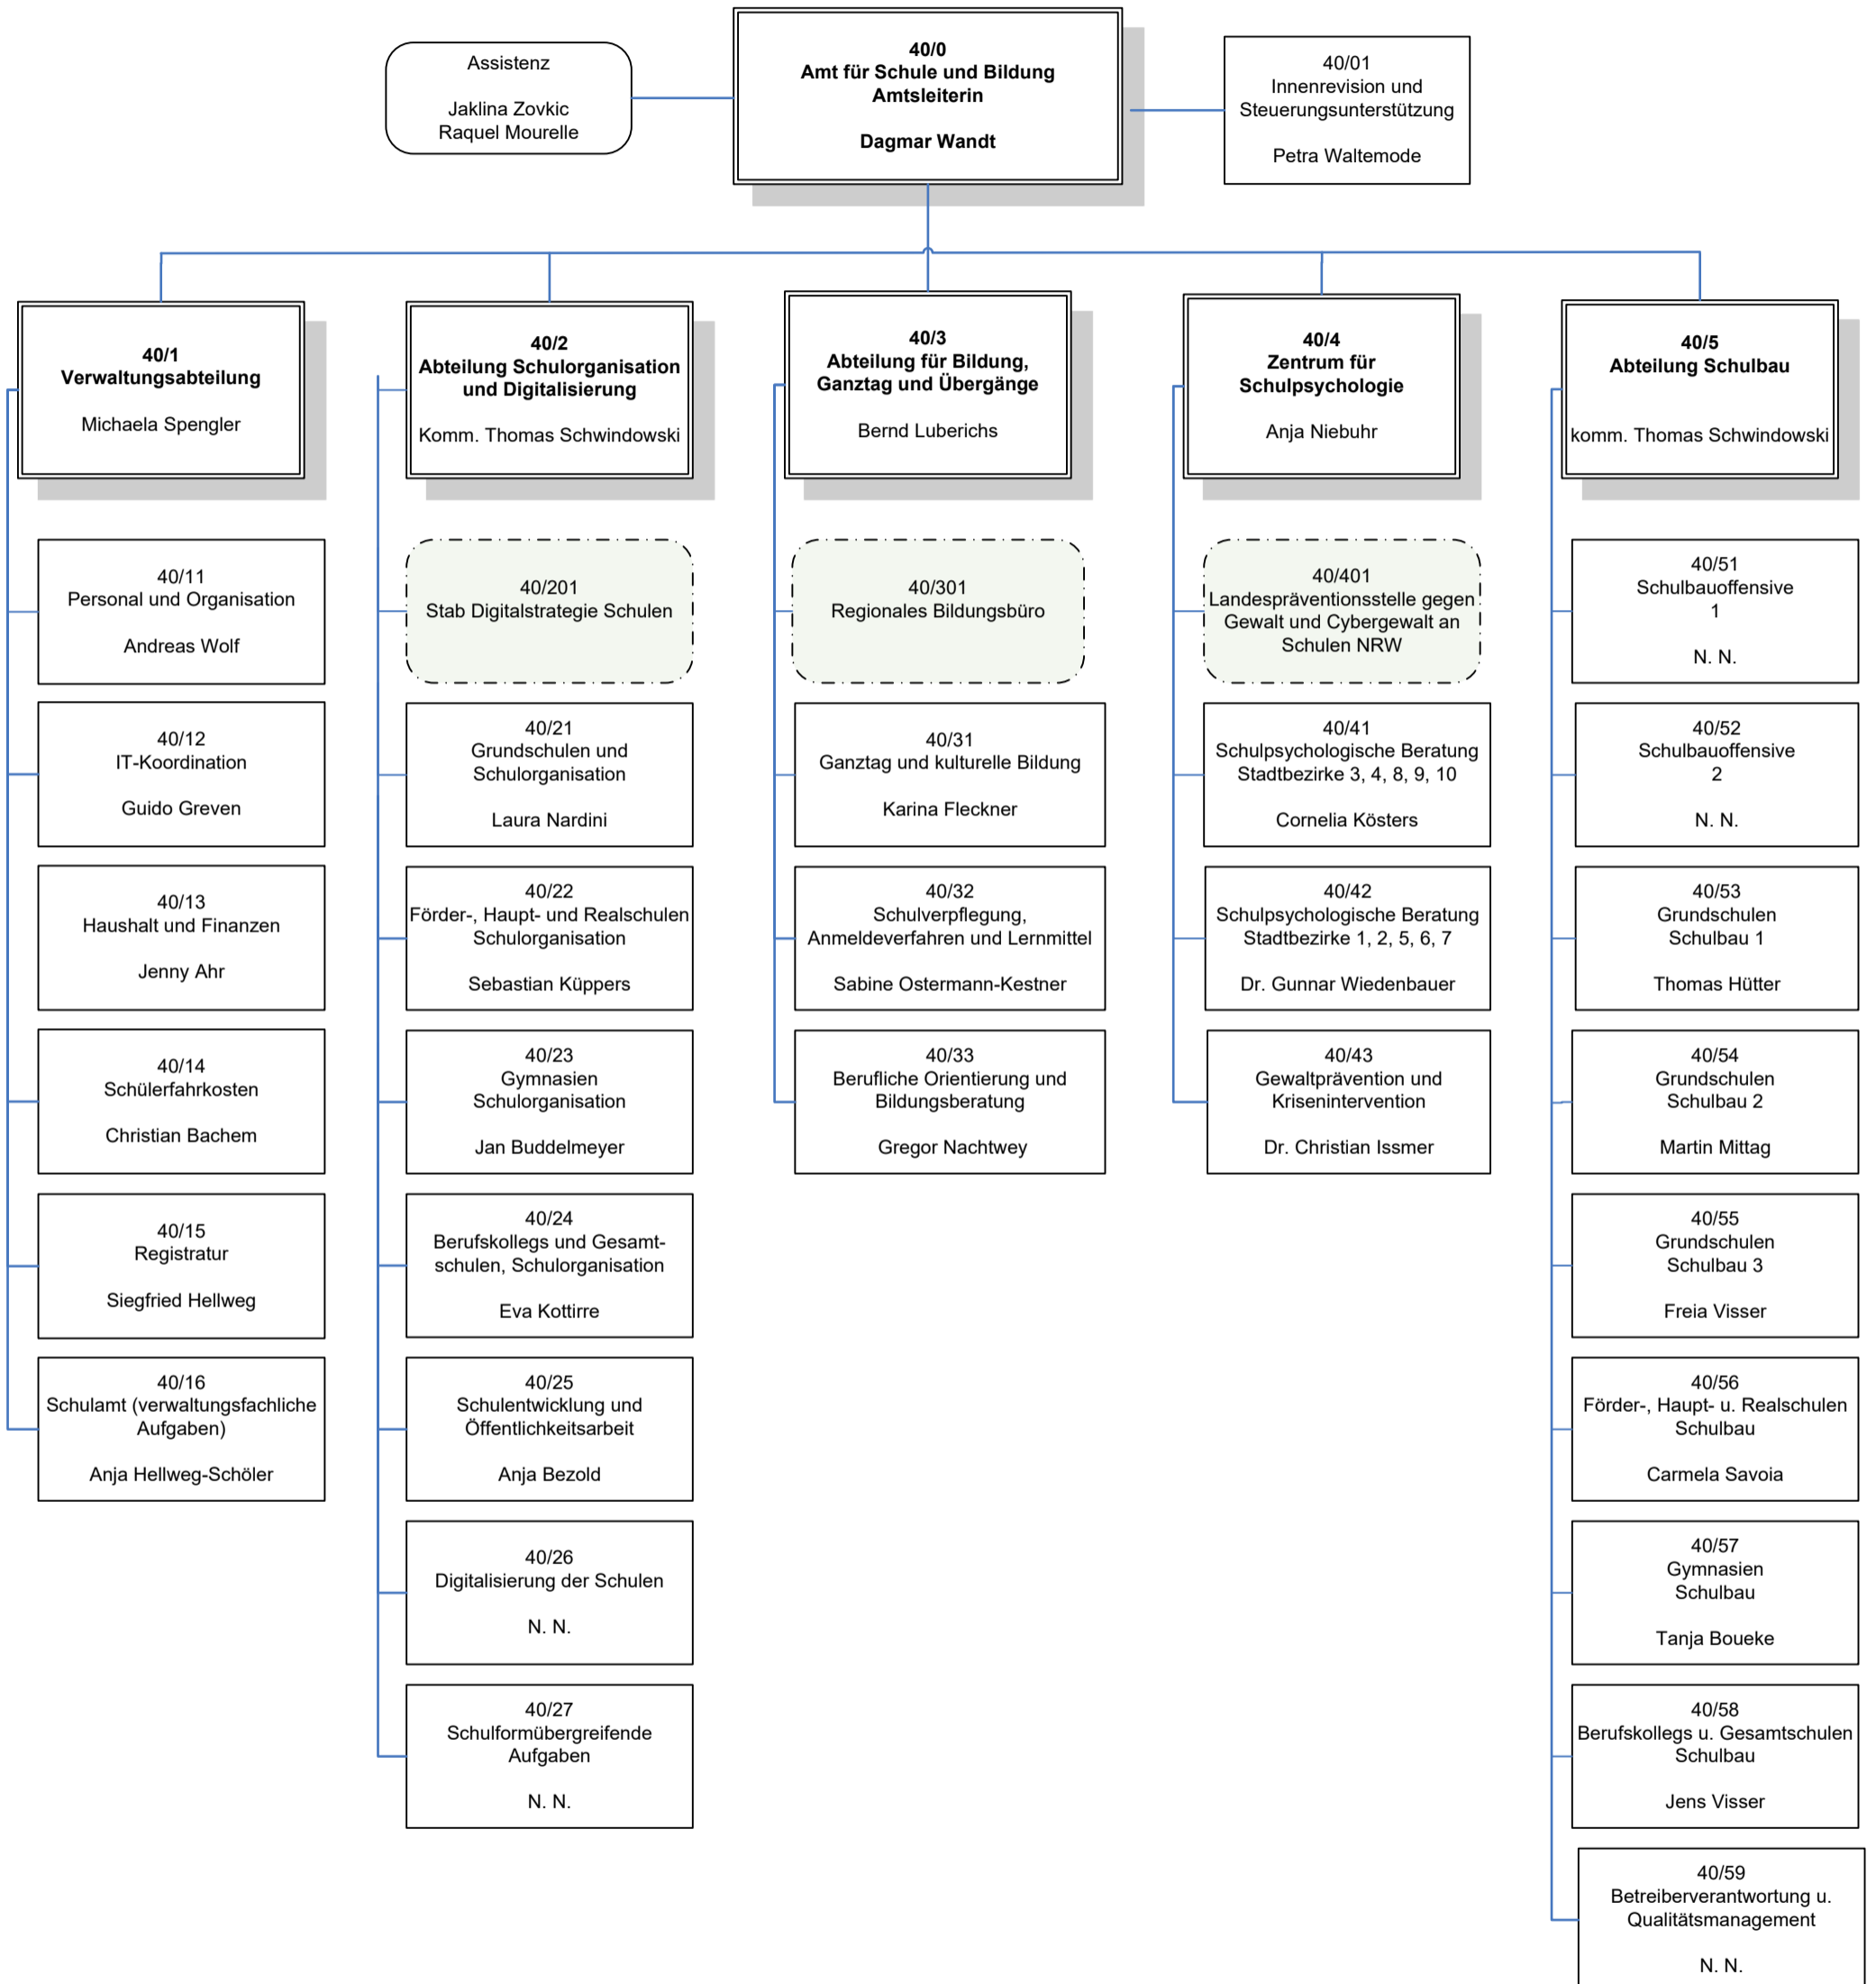 Assistenz
Jaklina Zovkic
Raquel Mourelle
40/0
Amt für Schule und Bildung
Amtsleiterin
Dagmar Wandt
40/01
Innenrevision und
Steuerungsunterstützung
Petra Waltemode
40/1
Verwaltungsabteilung
Michaela Spengler
40/11
Personal und Organisation
Andreas Wolf
40/12
IT-Koordination
Guido Greven
40/13
Haushalt und Finanzen
Jenny Ahr
40/14
Schülerfahrkosten
Christian Bachem
40/15
Registratur
Siegfried Hellweg
40/16
Schulamt (verwaltungsfachliche
Aufgaben)
Anja Hellweg-Schöler
40/2
Abteilung Schulorganisation
und Digitalisierung
Komm. Thomas Schwindowski
40/201
Stab Digitalstrategie Schulen
40/21
Grundschulen und
Schulorganisation
Laura Nardini
40/22
Förder-, Haupt- und Realschulen
Schulorganisation
Sebastian Küppers
40/23
Gymnasien
Schulorganisation
Jan Buddelmeyer
40/24
Berufskollegs und Gesamt-
schulen, Schulorganisation
Eva Kottirre
40/25
Schulentwicklung und
Öffentlichkeitsarbeit
Anja Bezold
40/26
Digitalisierung der Schulen
N. N.
40/27
Schulformübergreifende
Aufgaben
N. N.
40/3
Abteilung für Bildung,
Ganztag und Übergänge
Bernd Luberichs
40/301
Regionales Bildungsbüro
40/31
Ganztag und kulturelle Bildung
Karina Fleckner
40/32
Schulverpflegung,
Anmeldeverfahren und Lernmittel
Sabine Ostermann-Kestner
40/33
Berufliche Orientierung und
Bildungsberatung
Gregor Nachtwey
40/4
Zentrum für
Schulpsychologie
Anja Niebuhr
40/401
Landespräventionsstelle gegen
Gewalt und Cybergewalt an
Schulen NRW
40/41
Schulpsychologische Beratung
Stadtbezirke 3, 4, 8, 9, 10
Cornelia Kösters
40/42
Schulpsychologische Beratung
Stadtbezirke 1, 2, 5, 6, 7
Dr. Gunnar Wiedenbauer
40/43
Gewaltprävention und
Krisenintervention
Dr. Christian Issmer
40/5
Abteilung Schulbau
komm. Thomas Schwindowski
40/51
Schulbauoffensive
1
N. N.
40/52
Schulbauoffensive
2
N. N.
40/53
Grundschulen
Schulbau 1
Thomas Hütter
40/54
Grundschulen
Schulbau 2
Martin Mittag
40/55
Grundschulen
Schulbau 3
Freia Visser
40/56
Förder-, Haupt- u. Realschulen
Schulbau
Carmela Savoia
40/57
Gymnasien
Schulbau
Tanja Boueke
40/58
Berufskollegs u. Gesamtschulen
Schulbau
Jens Visser
40/59
Betreiberverantwortung u.
Qualitätsmanagement
N. N.